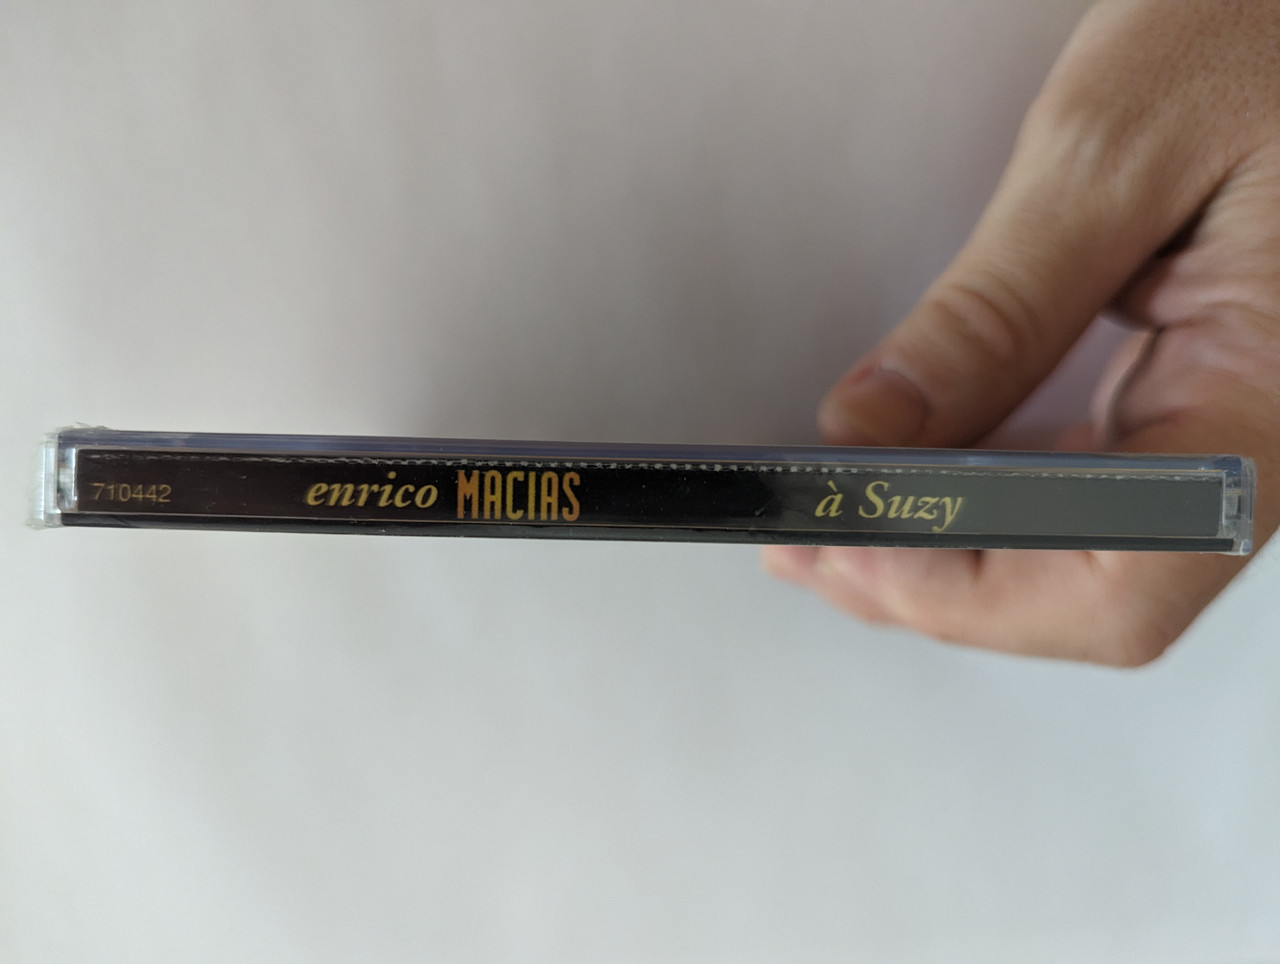 710442 enrico MACIAS à Suzy